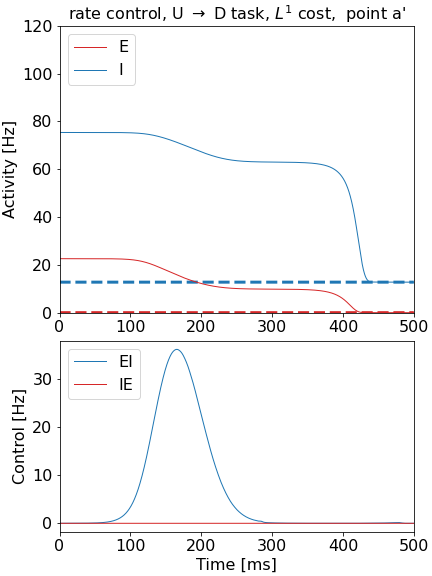 rate control, U → D task, L¹ cost, point a'
120
100
80
60
40
20
0
Activity [Hz]
E
I
0 100 200 300 400 500
30
20
10
0
Control [Hz]
EI
IE
0 100 200 300 400 500
Time [ms]